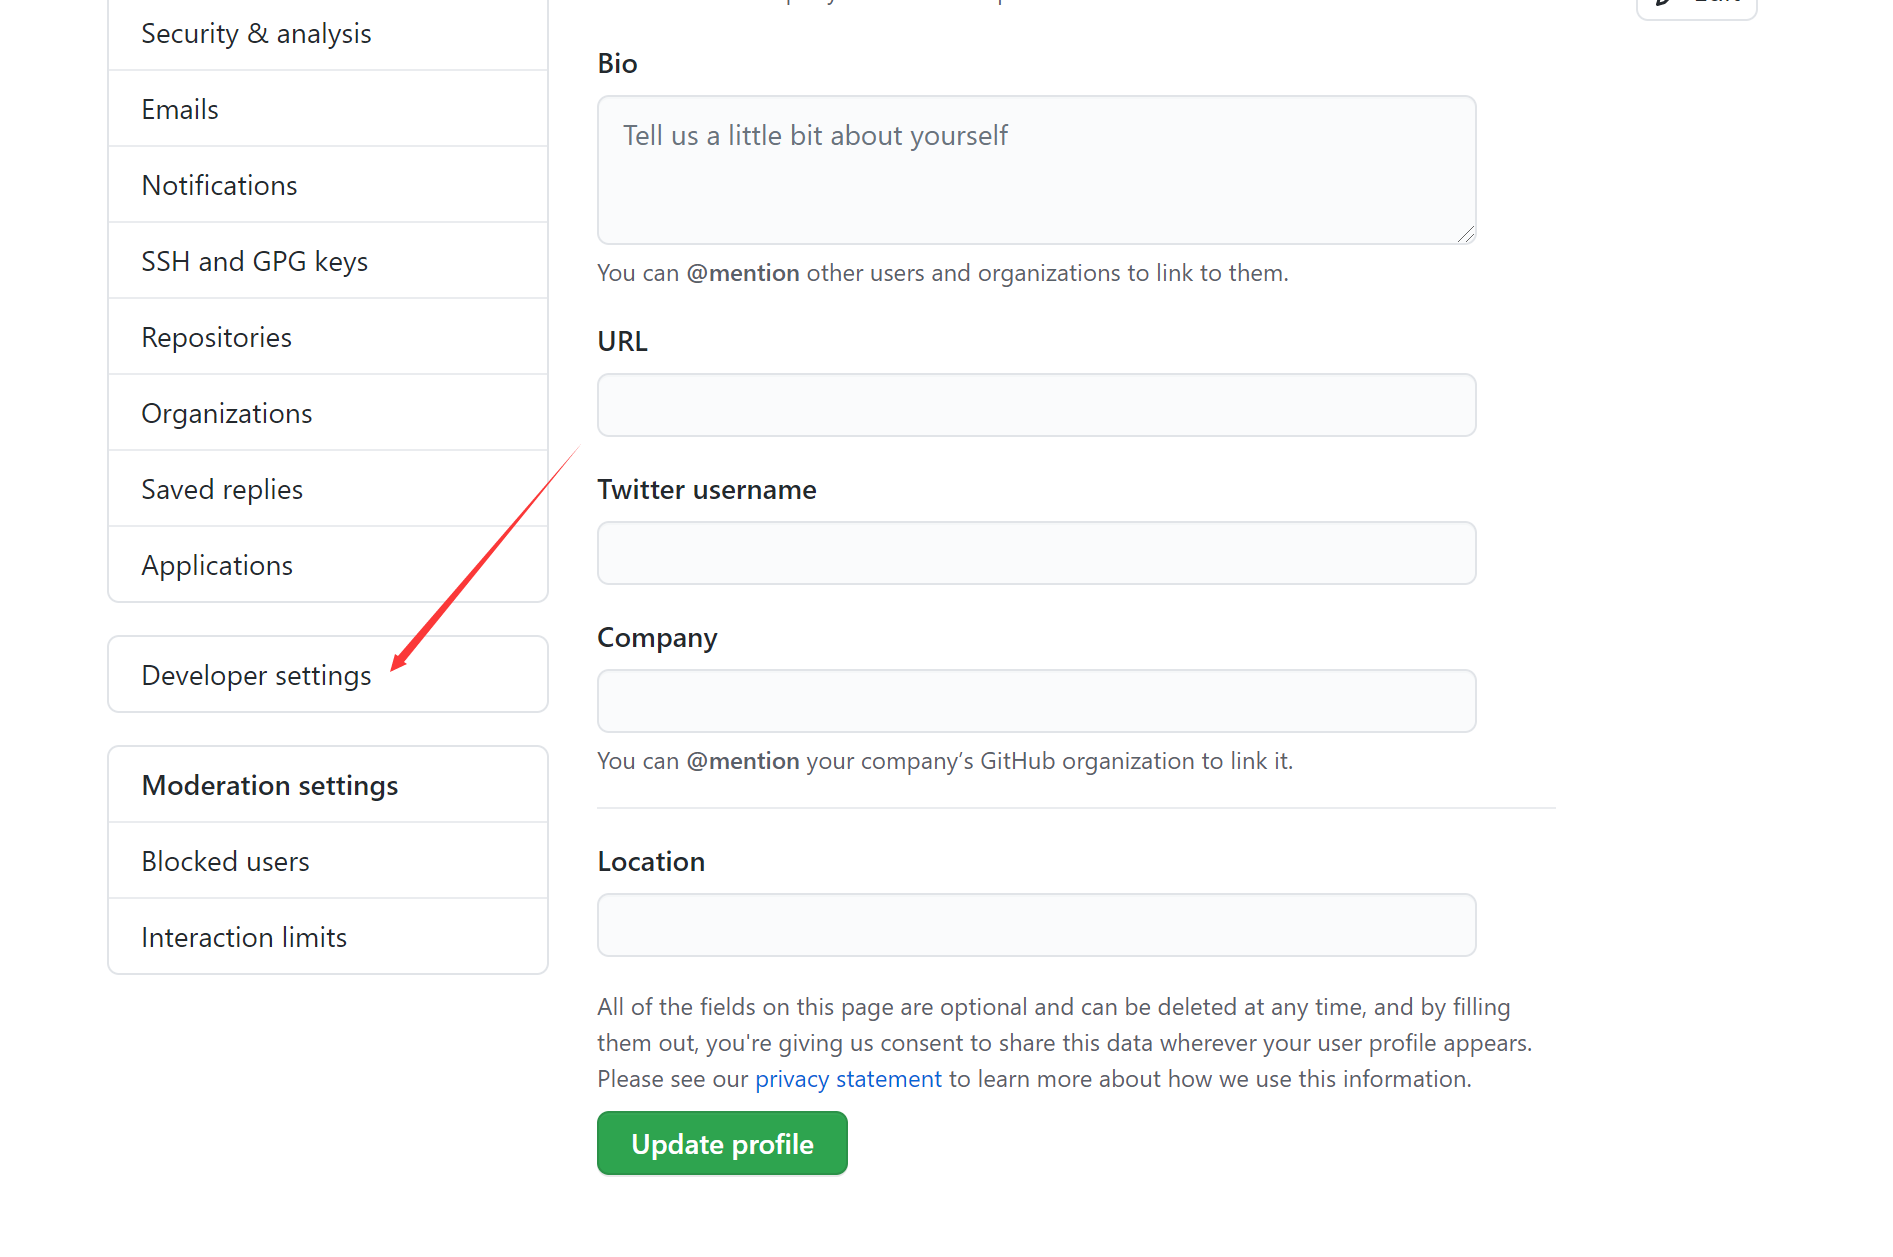 Security & analysis
Emails
Notifications
SSH and GPG keys
Repositories
Organizations
Saved replies
Applications
Developer settings
Moderation settings
Blocked users
Interaction limits
Bio
Tell us a little bit about yourself
You can @mention other users and organizations to link to them.
URL
Twitter username
Company
You can @mention your company’s GitHub organization to link it.
Location
All of the fields on this page are optional and can be deleted at any time, and by filling
them out, you're giving us consent to share this data wherever your user profile appears.
Please see our privacy statement to learn more about how we use this information.
Update profile